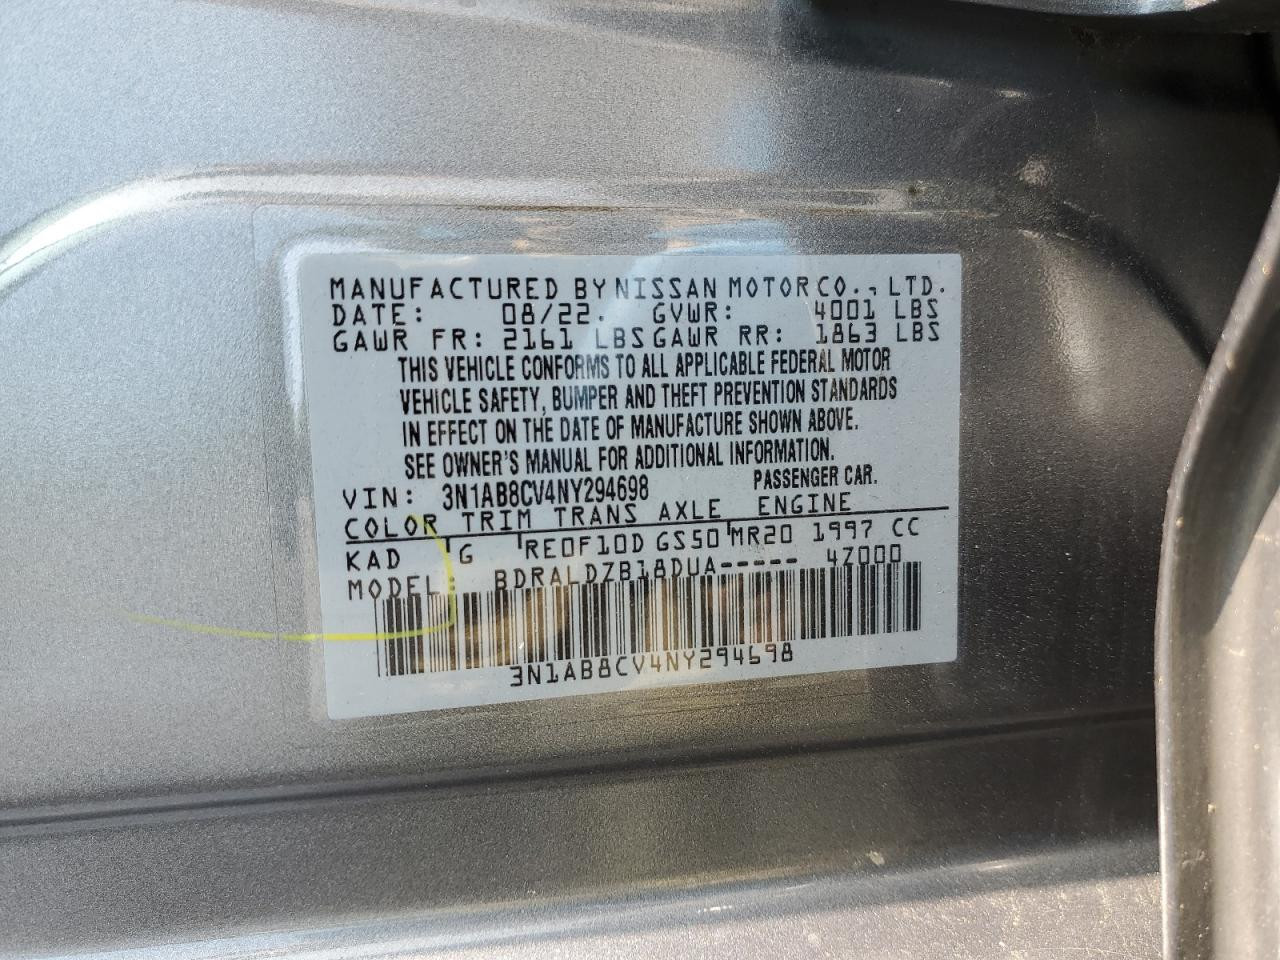 MANUFACTURED BY NISSAN MOTOR CO., LTD.
DATE: 08/22. GVWR: 4001 LBS
GAWR FR: 2161 LBS GAWR RR: 1863 LBS
THIS VEHICLE CONFORMS TO ALL APPLICABLE FEDERAL MOTOR
VEHICLE SAFETY, BUMPER AND THEFT PREVENTION STANDARDS
IN EFFECT ON THE DATE OF MANUFACTURE SHOWN ABOVE.
SEE OWNER'S MANUAL FOR ADDITIONAL INFORMATION.
VIN: 3N1AB8CV4NY294698 PASSENGER CAR.
COLOR TRIM TRANS AXLE ENGINE
KAD G RE0F10D GS50 MR20 1997 CC
MODEL: BDRALDZB18DUA----- 4Z000
3N1AB8CV4NY294698